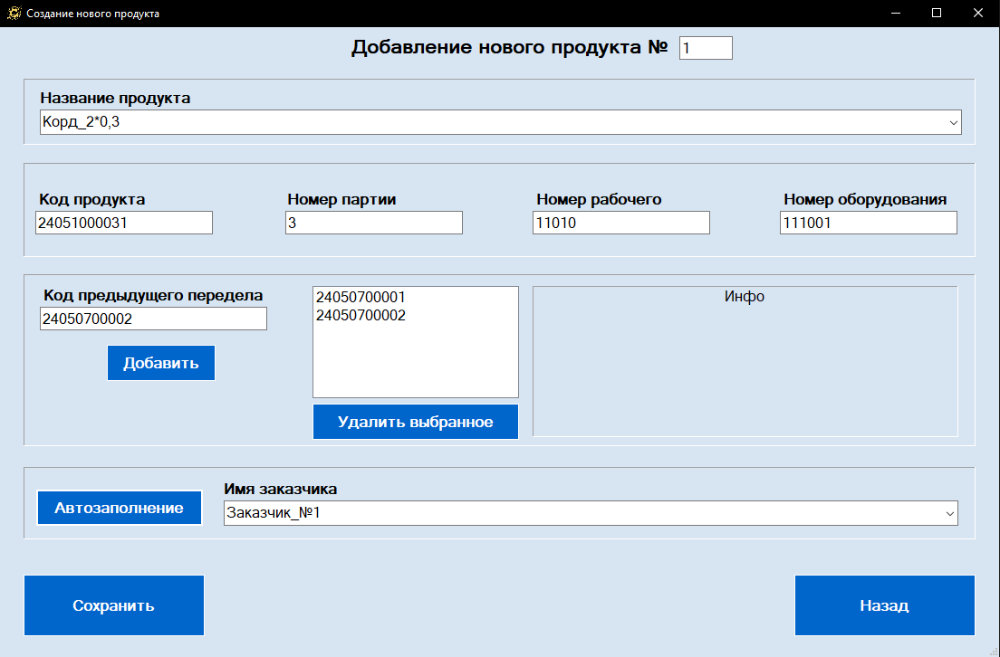 Создание нового продукта
Добавление нового продукта № 1
Название продукта
Корд_2*0,3
Код продукта Номер партии Номер рабочего Номер оборудования
24051000031 3 11010 111001
Код предыдущего передела
24050700002
Добавить
24050700001
24050700002
Удалить выбранное
Инфо
Автозаполнение
Имя заказчика
Заказчик_№1
Сохранить Назад